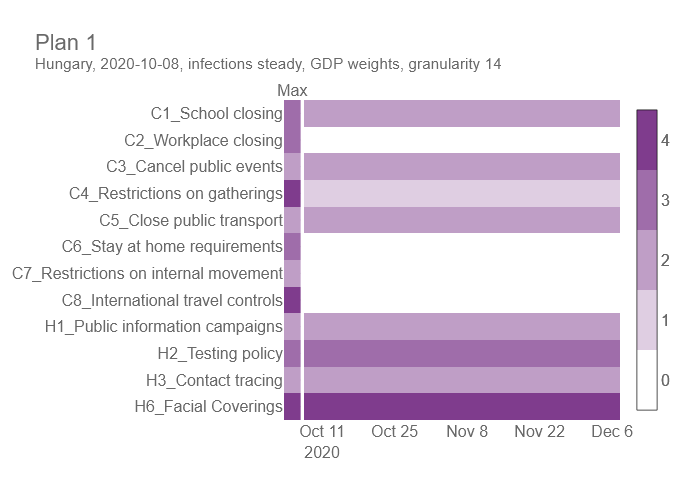 Plan 1
Hungary, 2020-10-08, infections steady, GDP weights, granularity 14
Max
C1_School closing
C2_Workplace closing
C3_Cancel public events
C4_Restrictions on gatherings
C5_Close public transport
C6_Stay at home requirements
C7_Restrictions on internal movement
C8_International travel controls
H1_Public information campaigns
H2_Testing policy
H3_Contact tracing
H6_Facial Coverings
Oct 11 Oct 25 Nov 8 Nov 22 Dec 6
2020
4
3
2
1
0